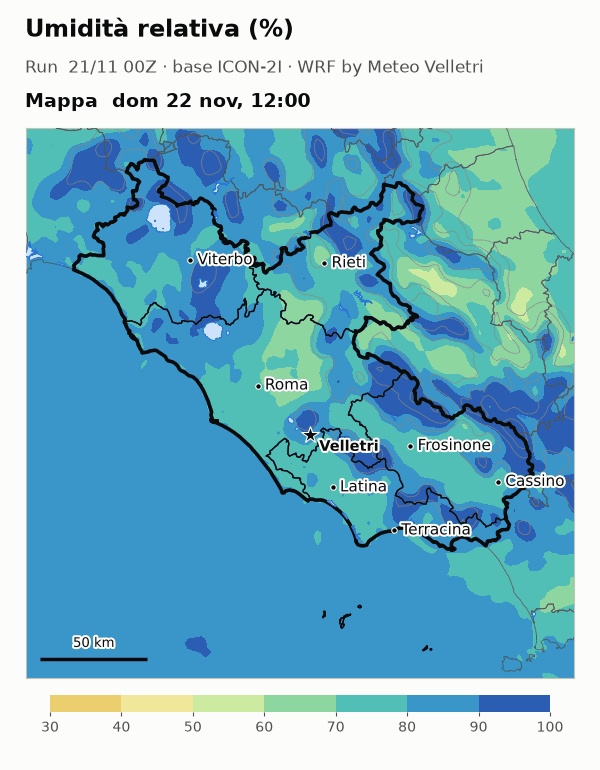 Umidità relativa (%)
Run  21/11 00Z · base ICON-2I · WRF by Meteo Velletri
Mappa  dom 22 nov, 12:00
Viterbo
Rieti
Roma
Velletri
Frosinone
Cassino
Latina
Terracina
50 km
30 40 50 60 70 80 90 100